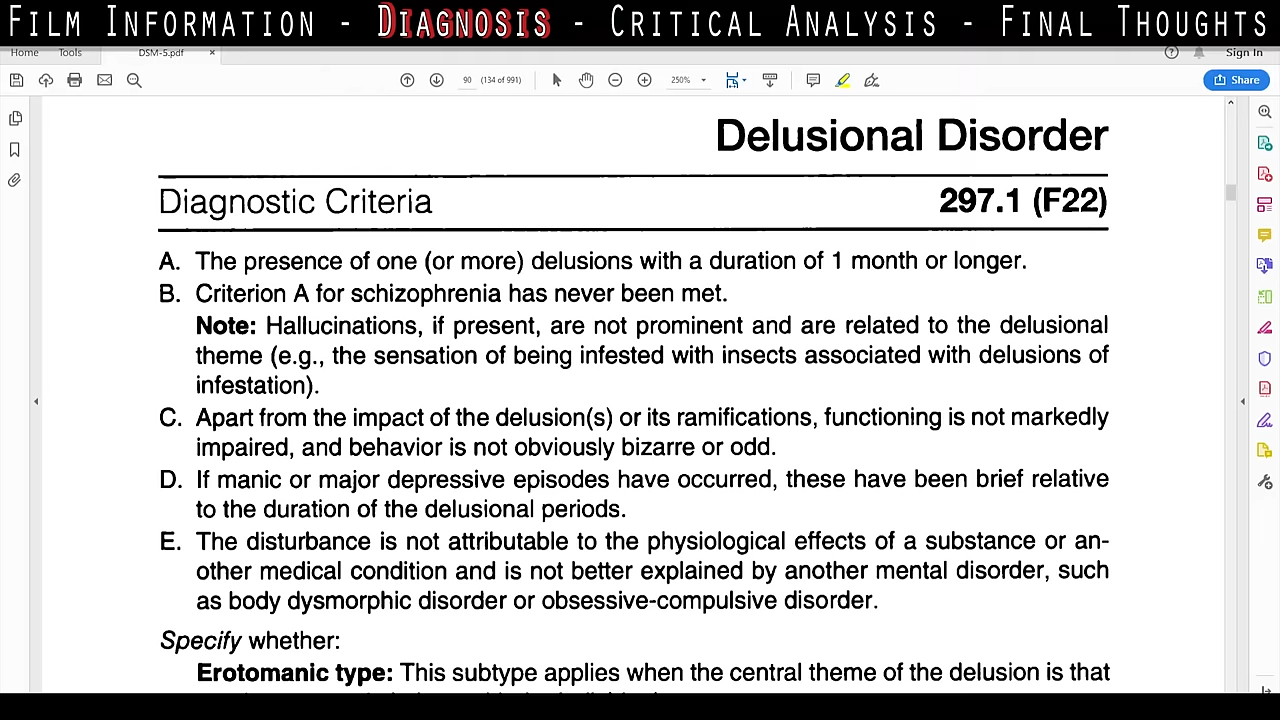 FILM INFORMATION - DIAGNOSIS - CRITICAL ANALYSIS - FINAL THOUGHTS
Home Tools DSM-5.pdf × Sign In
90 (134 of 991) 250% Share
Delusional Disorder
Diagnostic Criteria 297.1 (F22)
A. The presence of one (or more) delusions with a duration of 1 month or longer.
B. Criterion A for schizophrenia has never been met.
Note: Hallucinations, if present, are not prominent and are related to the delusional
theme (e.g., the sensation of being infested with insects associated with delusions of
infestation).
C. Apart from the impact of the delusion(s) or its ramifications, functioning is not markedly
impaired, and behavior is not obviously bizarre or odd.
D. If manic or major depressive episodes have occurred, these have been brief relative
to the duration of the delusional periods.
E. The disturbance is not attributable to the physiological effects of a substance or an-
other medical condition and is not better explained by another mental disorder, such
as body dysmorphic disorder or obsessive-compulsive disorder.
Specify whether:
Erotomanic type: This subtype applies when the central theme of the delusion is that